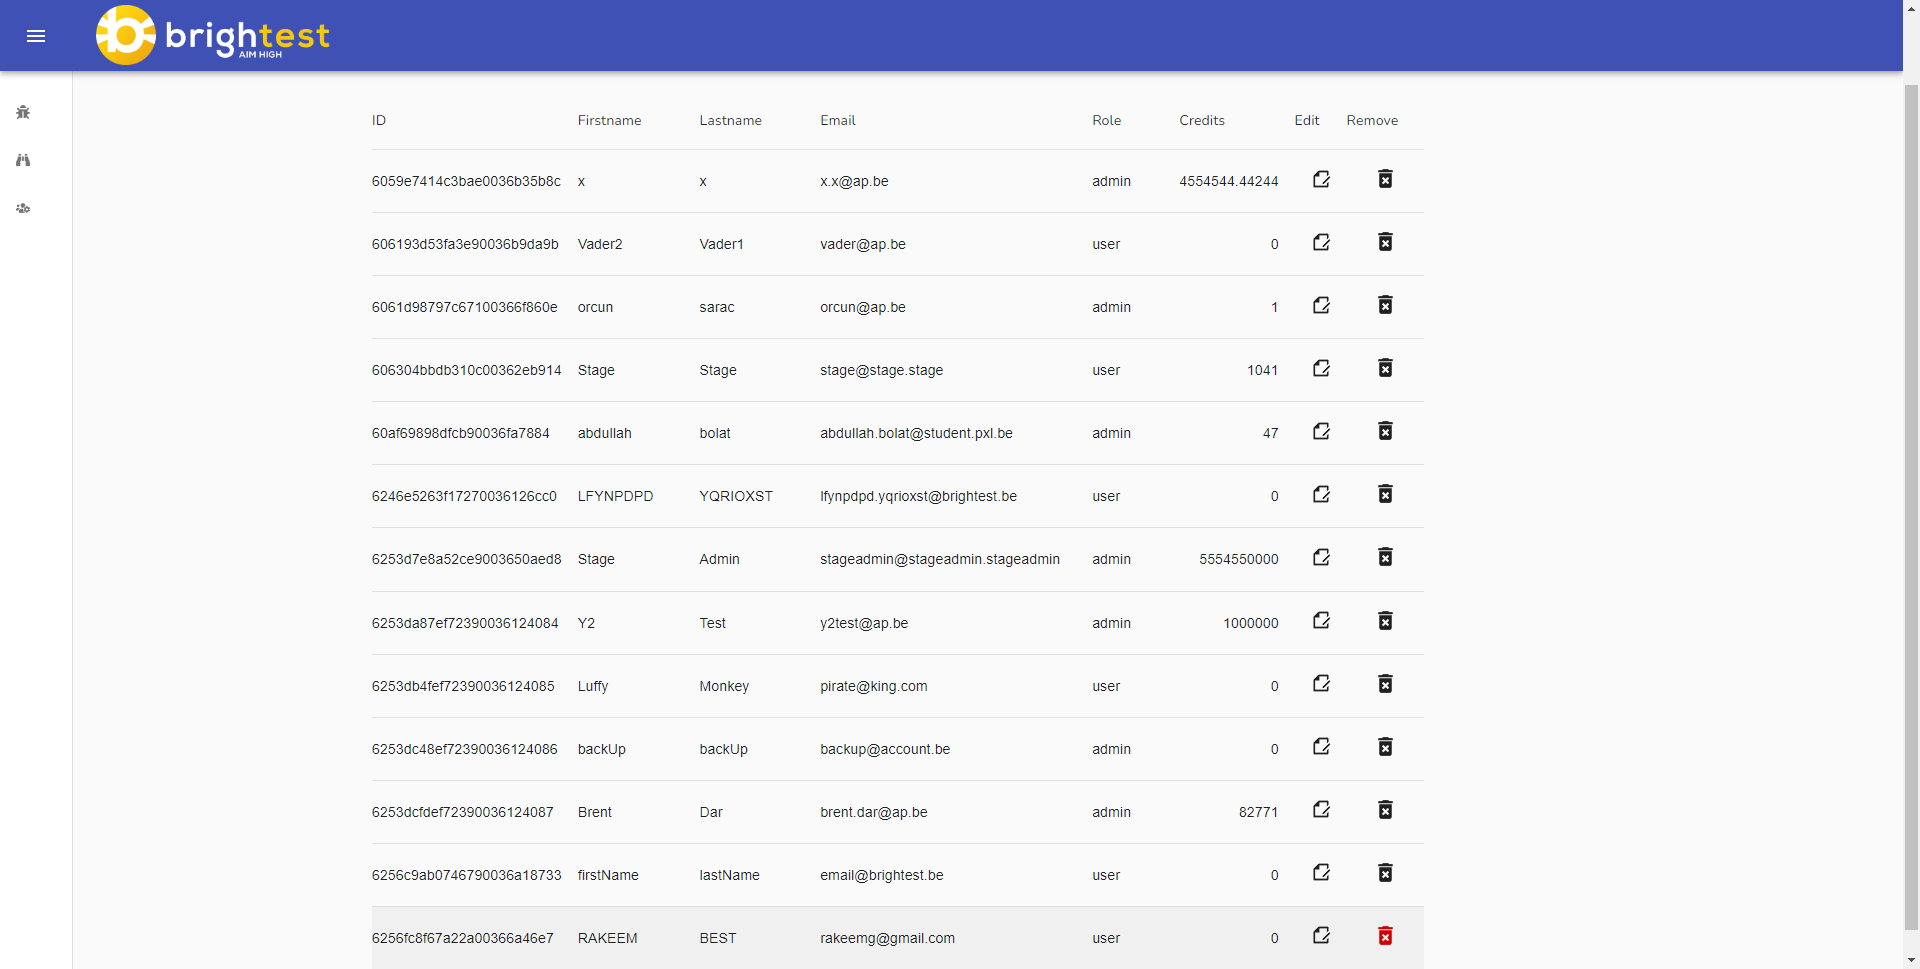 brightest
AIM HIGH
ID Firstname Lastname Email Role Credits Edit Remove
6059e7414c3bae0036b35b8c x x x.x@ap.be admin 4554544.44244
606193d53fa3e90036b9da9b Vader2 Vader1 vader@ap.be user 0
6061d98797c67100366f860e orcun sarac orcun@ap.be admin 1
606304bbdb310c00362eb914 Stage Stage stage@stage.stage user 1041
60af69898dfcb90036fa7884 abdullah bolat abdullah.bolat@student.pxl.be admin 47
6246e5263f17270036126cc0 LFYNPDPD YQRIOXST lfynpdpd.yqrioxst@brightest.be user 0
6253d7e8a52ce9003650aed8 Stage Admin stageadmin@stageadmin.stageadmin admin 5554550000
6253da87ef72390036124084 Y2 Test y2test@ap.be admin 1000000
6253db4fef72390036124085 Luffy Monkey pirate@king.com user 0
6253dc48ef72390036124086 backUp backUp backup@account.be admin 0
6253dcfdef72390036124087 Brent Dar brent.dar@ap.be admin 82771
6256c9ab0746790036a18733 firstName lastName email@brightest.be user 0
6256fc8f67a22a00366a46e7 RAKEEM BEST rakeemg@gmail.com user 0